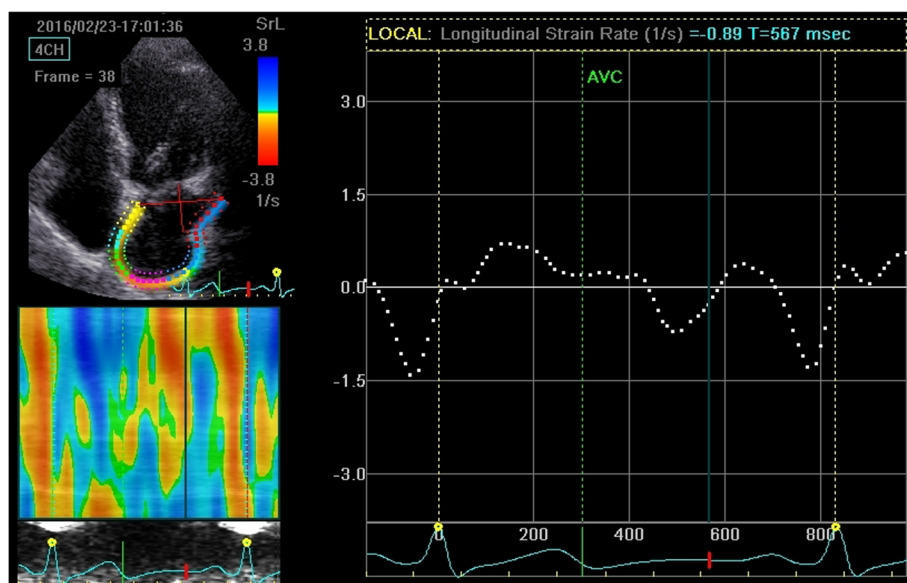 2016/02/23-17:01:36
SrL
3.8
4CH
Frame = 38
-3.8
1/s
LOCAL: Longitudinal Strain Rate (1/s) =-0.89 T=567 msec
AVC
3.0
1.5
0.0
-1.5
-3.0
0 200 400 600 800